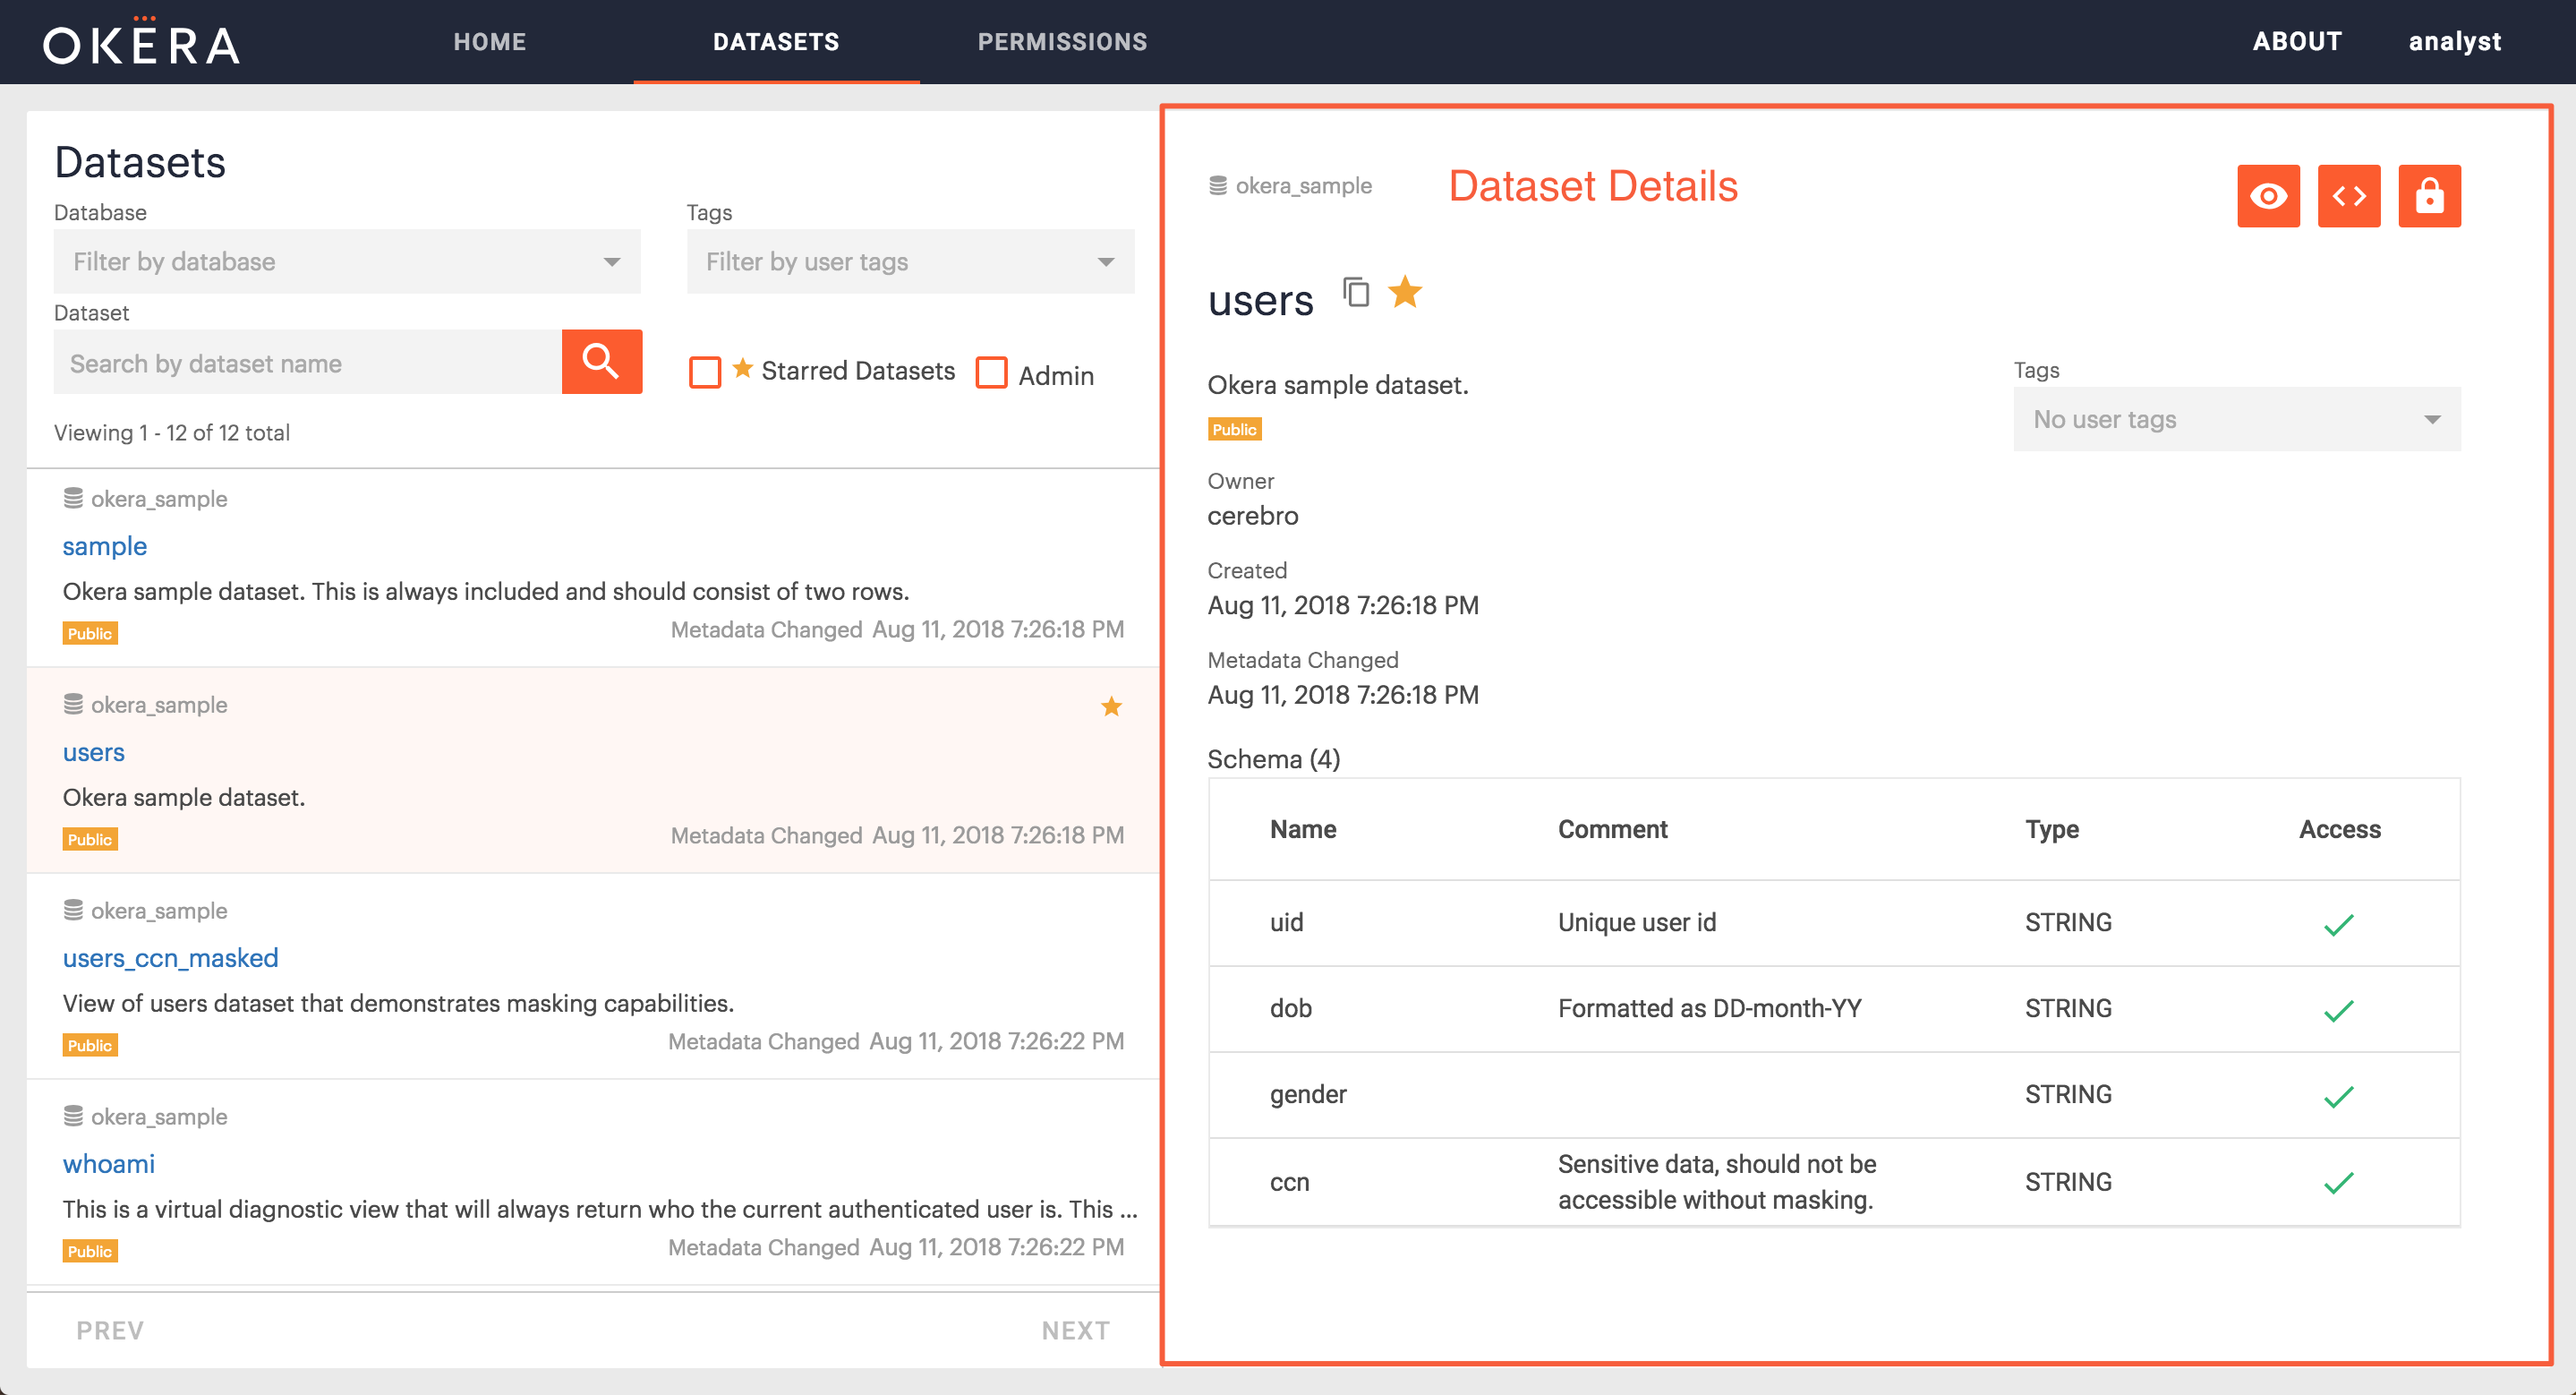 OKERA
HOME DATASETS PERMISSIONS ABOUT analyst
Datasets
Database Tags
Filter by database Filter by user tags
Dataset
Search by dataset name
Starred Datasets Admin
Viewing 1 - 12 of 12 total
okera_sample
sample
Okera sample dataset. This is always included and should consist of two rows.
Public Metadata Changed Aug 11, 2018 7:26:18 PM
okera_sample
users
Okera sample dataset.
Public Metadata Changed Aug 11, 2018 7:26:18 PM
okera_sample
users_ccn_masked
View of users dataset that demonstrates masking capabilities.
Public Metadata Changed Aug 11, 2018 7:26:22 PM
okera_sample
whoami
This is a virtual diagnostic view that will always return who the current authenticated user is. This ...
Public Metadata Changed Aug 11, 2018 7:26:22 PM
PREV NEXT
okera_sample Dataset Details
users
Okera sample dataset.
Public
Tags
No user tags
Owner
cerebro
Created
Aug 11, 2018 7:26:18 PM
Metadata Changed
Aug 11, 2018 7:26:18 PM
Schema (4)
Name Comment Type Access
uid Unique user id STRING
dob Formatted as DD-month-YY STRING
gender STRING
ccn Sensitive data, should not be STRING
accessible without masking.